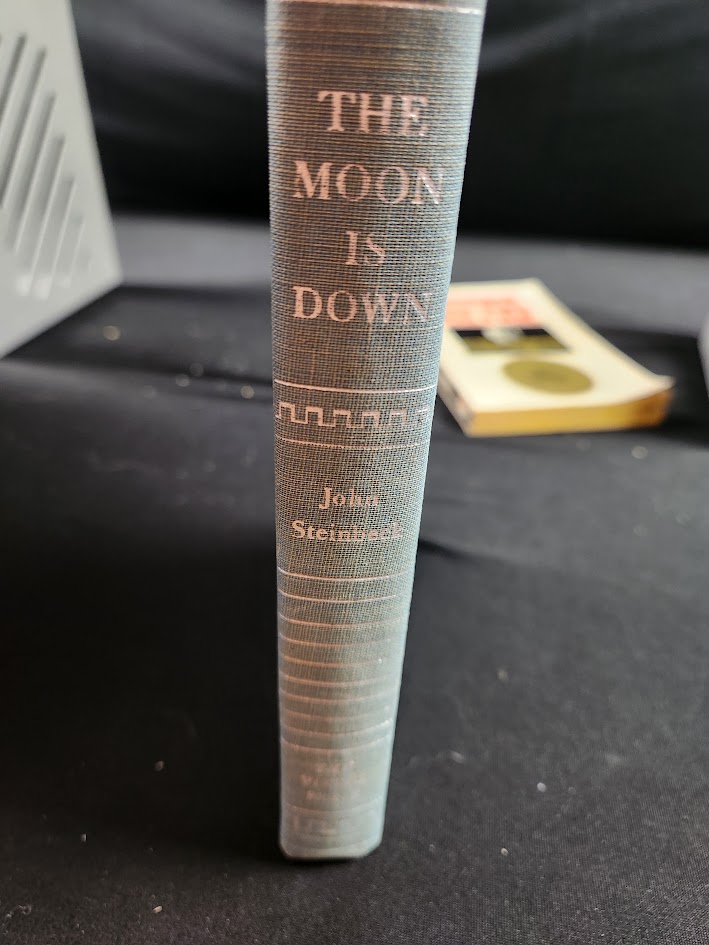 THE
MOON
IS
DOWN
John
Steinbeck